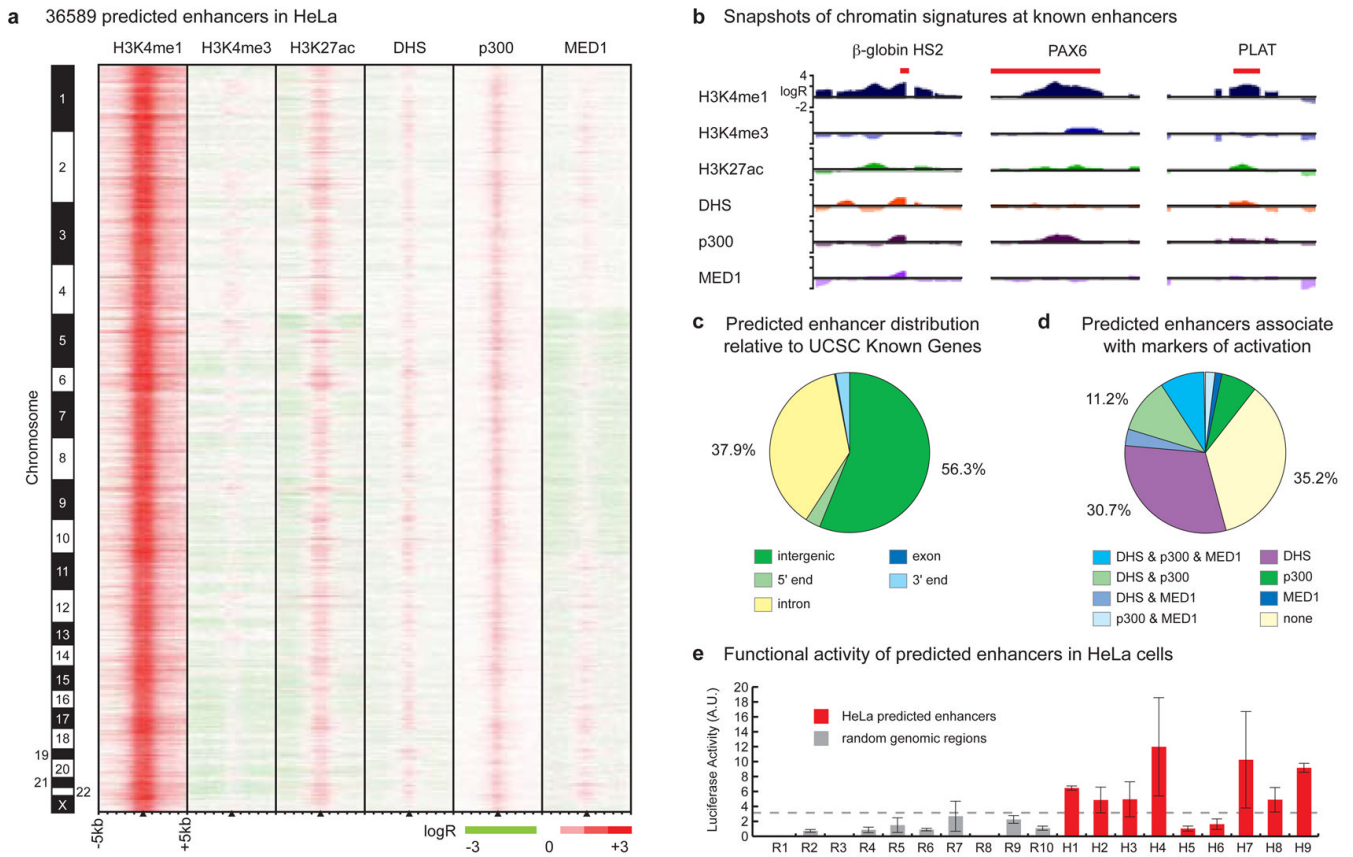 a 36589 predicted enhancers in HeLa
H3K4me1 H3K4me3 H3K27ac DHS p300 MED1
Chromosome
1
2
3
4
5
6
7
8
9
10
11
12
13
14
15
16
17
18
19
20
21
22
X
-5kb
+5kb
logR
-3 0 +3
b Snapshots of chromatin signatures at known enhancers
β-globin HS2 PAX6 PLAT
4
logR
-2
H3K4me1
H3K4me3
H3K27ac
DHS
p300
MED1
c Predicted enhancer distribution
relative to UCSC Known Genes
37.9%
56.3%
intergenic
5' end
intron
exon
3' end
d Predicted enhancers associate
with markers of activation
11.2%
30.7%
35.2%
DHS & p300 & MED1
DHS & p300
DHS & MED1
p300 & MED1
DHS
p300
MED1
none
e Functional activity of predicted enhancers in HeLa cells
Luciferase Activity (A.U.)
20
18
16
14
12
10
8
6
4
2
0
HeLa predicted enhancers
random genomic regions
R1 R2 R3 R4 R5 R6 R7 R8 R9 R10 H1 H2 H3 H4 H5 H6 H7 H8 H9